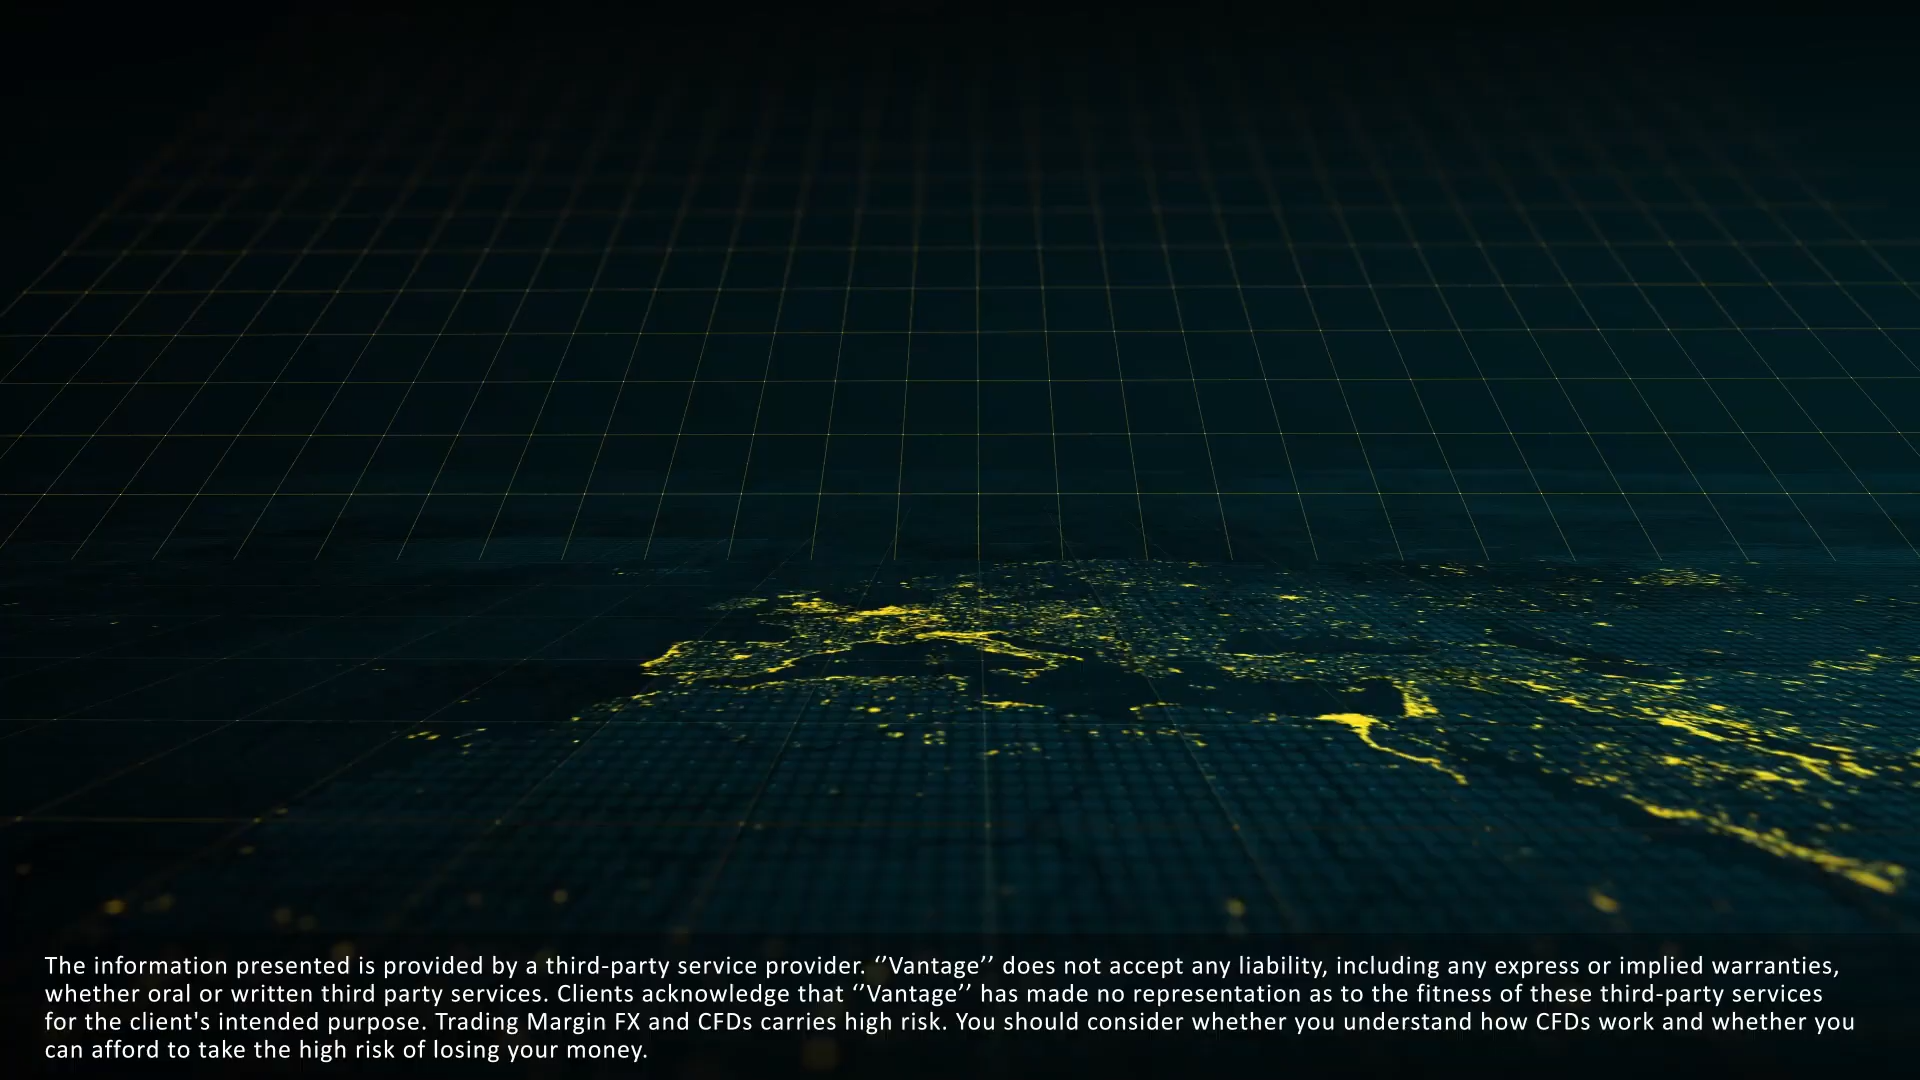 The information presented is provided by a third-party service provider. ‘’Vantage’’ does not accept any liability, including any express or implied warranties,
whether oral or written third party services. Clients acknowledge that ‘’Vantage’’ has made no representation as to the fitness of these third-party services
for the client's intended purpose. Trading Margin FX and CFDs carries high risk. You should consider whether you understand how CFDs work and whether you
can afford to take the high risk of losing your money.